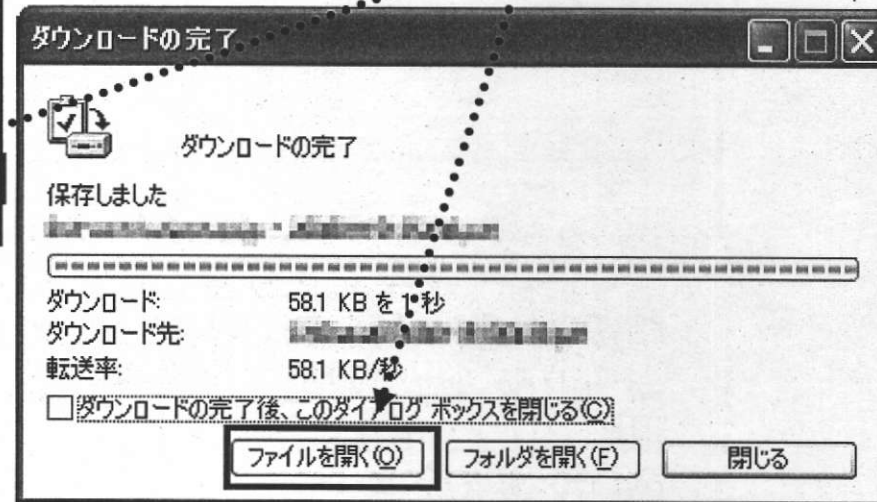 ダウンロードの完了
ダウンロードの完了
保存しました
ダウンロード: 58.1 KB を 1 秒
ダウンロード先:
転送率: 58.1 KB/秒
ダウンロードの完了後、このダイアログ ボックスを閉じる(C)
ファイルを開く(O) フォルダを開く(F) 閉じる